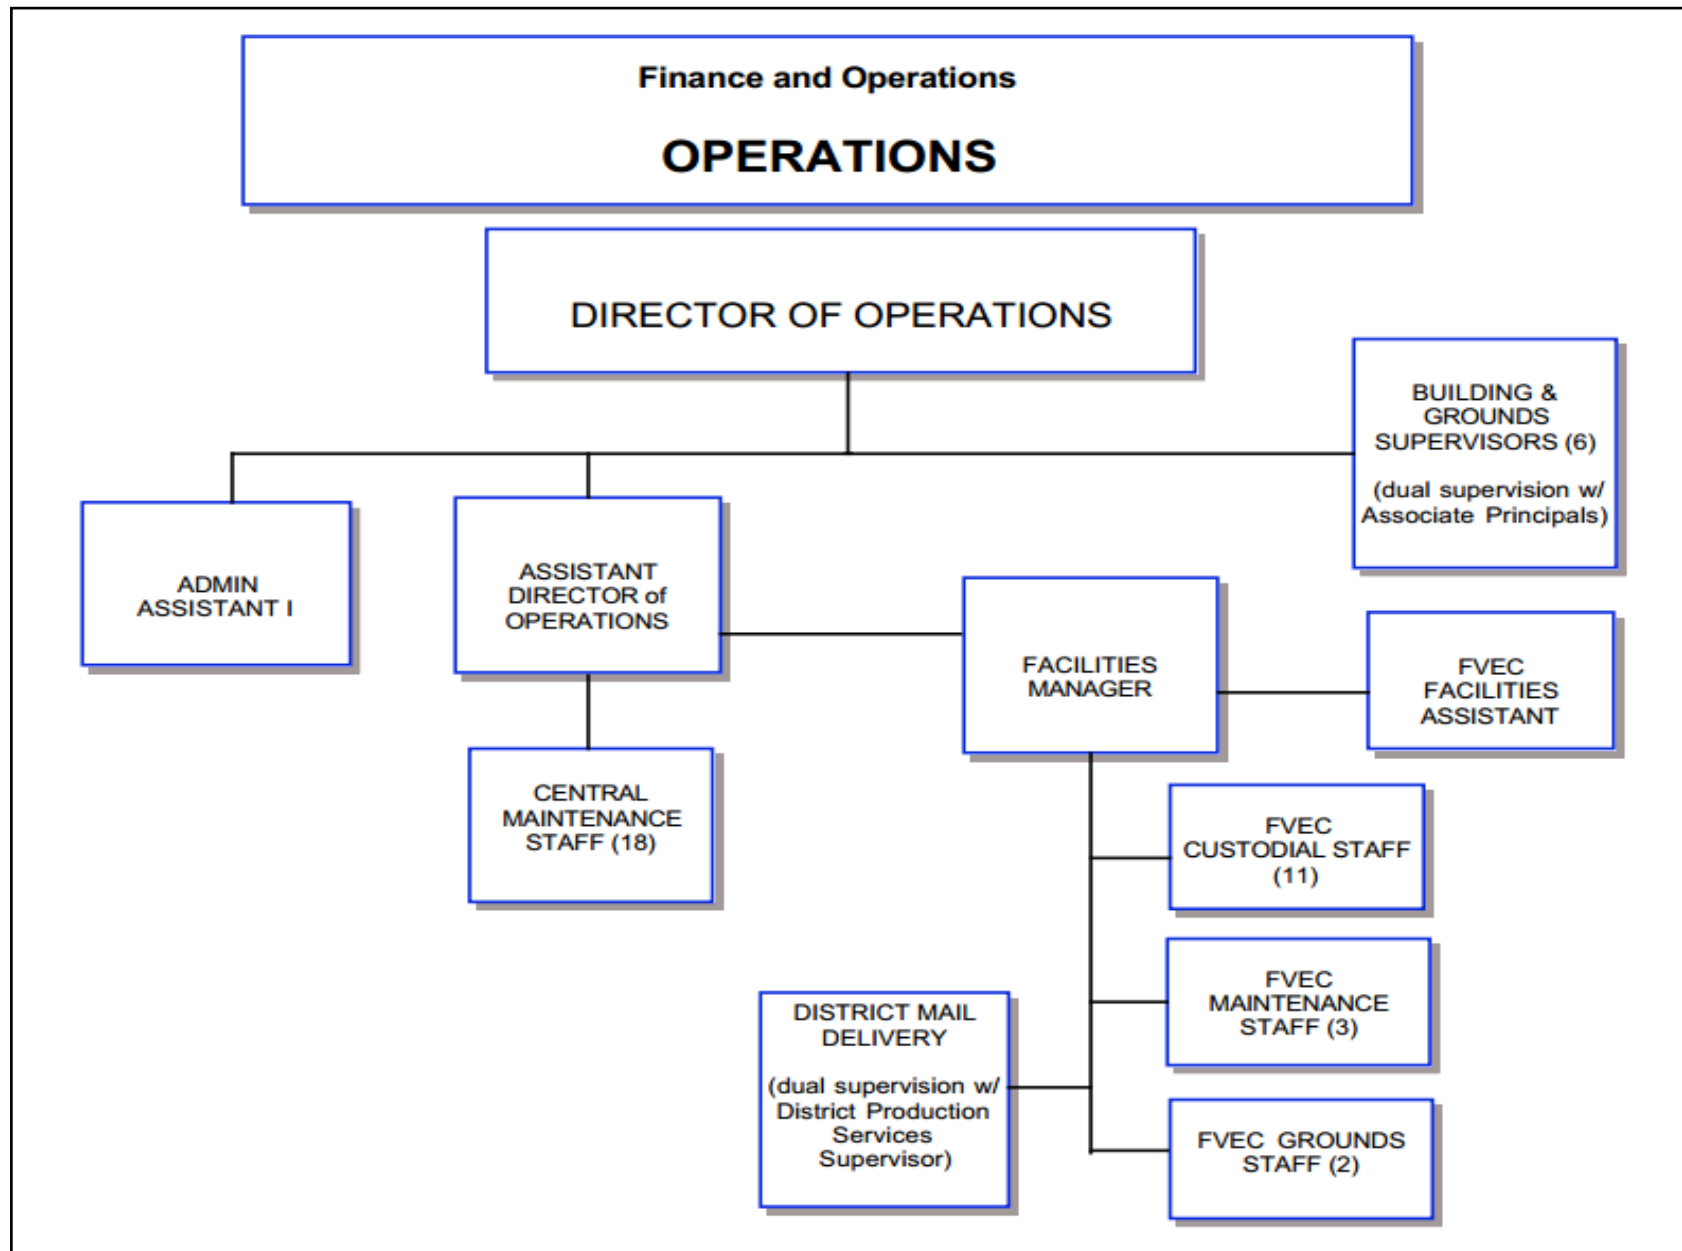 Finance and Operations
OPERATIONS
DIRECTOR OF OPERATIONS
BUILDING &
GROUNDS
SUPERVISORS (6)
(dual supervision w/
Associate Principals)
ADMIN
ASSISTANT I
ASSISTANT
DIRECTOR of
OPERATIONS
FACILITIES
MANAGER
FVEC
FACILITIES
ASSISTANT
CENTRAL
MAINTENANCE
STAFF (18)
FVEC
CUSTODIAL STAFF
(11)
FVEC
MAINTENANCE
STAFF (3)
DISTRICT MAIL
DELIVERY
(dual supervision w/
District Production
Services
Supervisor)
FVEC GROUNDS
STAFF (2)